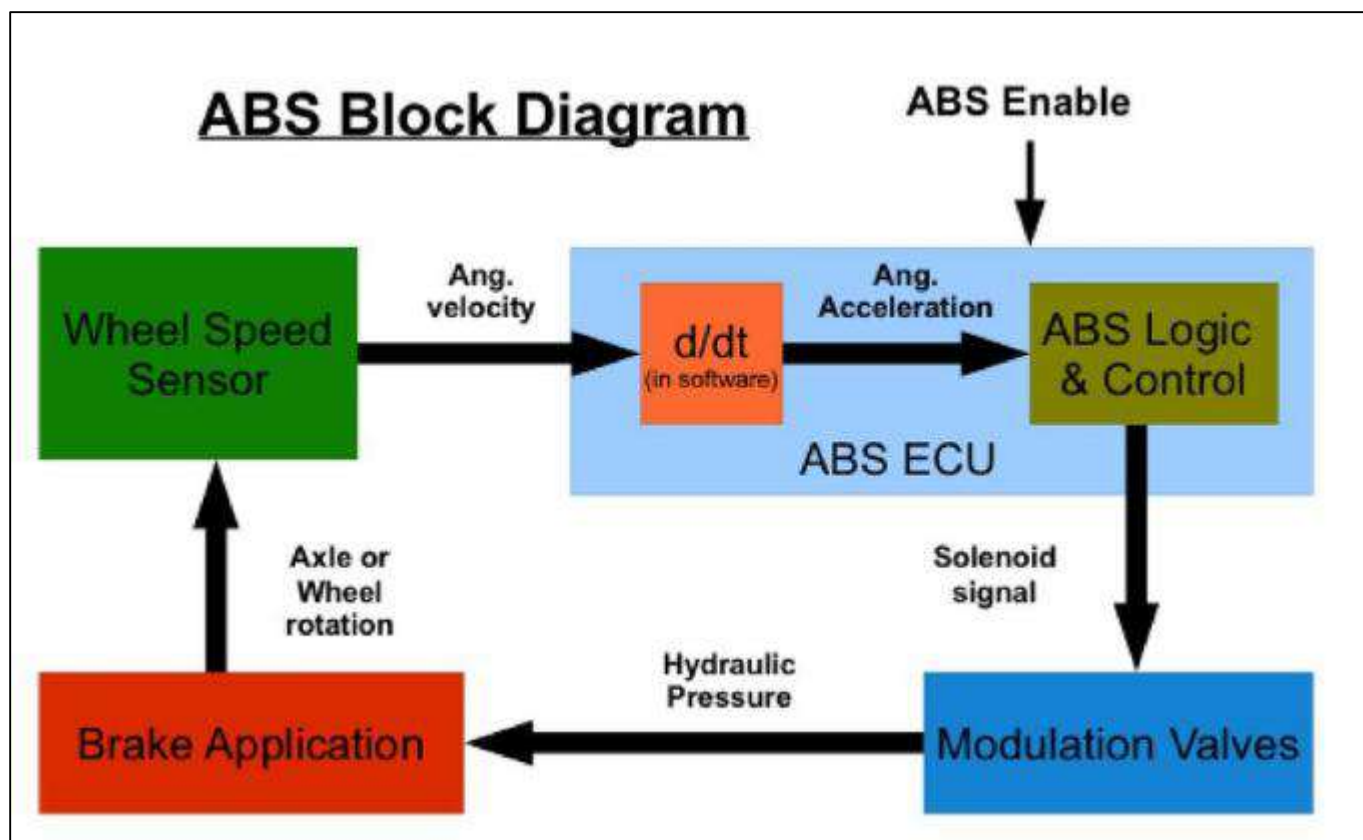 ABS Block Diagram
ABS Enable
Wheel Speed
Sensor
Ang.
velocity
d/dt
(in software)
Ang.
Acceleration
ABS Logic
& Control
ABS ECU
Axle or
Wheel
rotation
Solenoid
signal
Hydraulic
Pressure
Brake Application
Modulation Valves